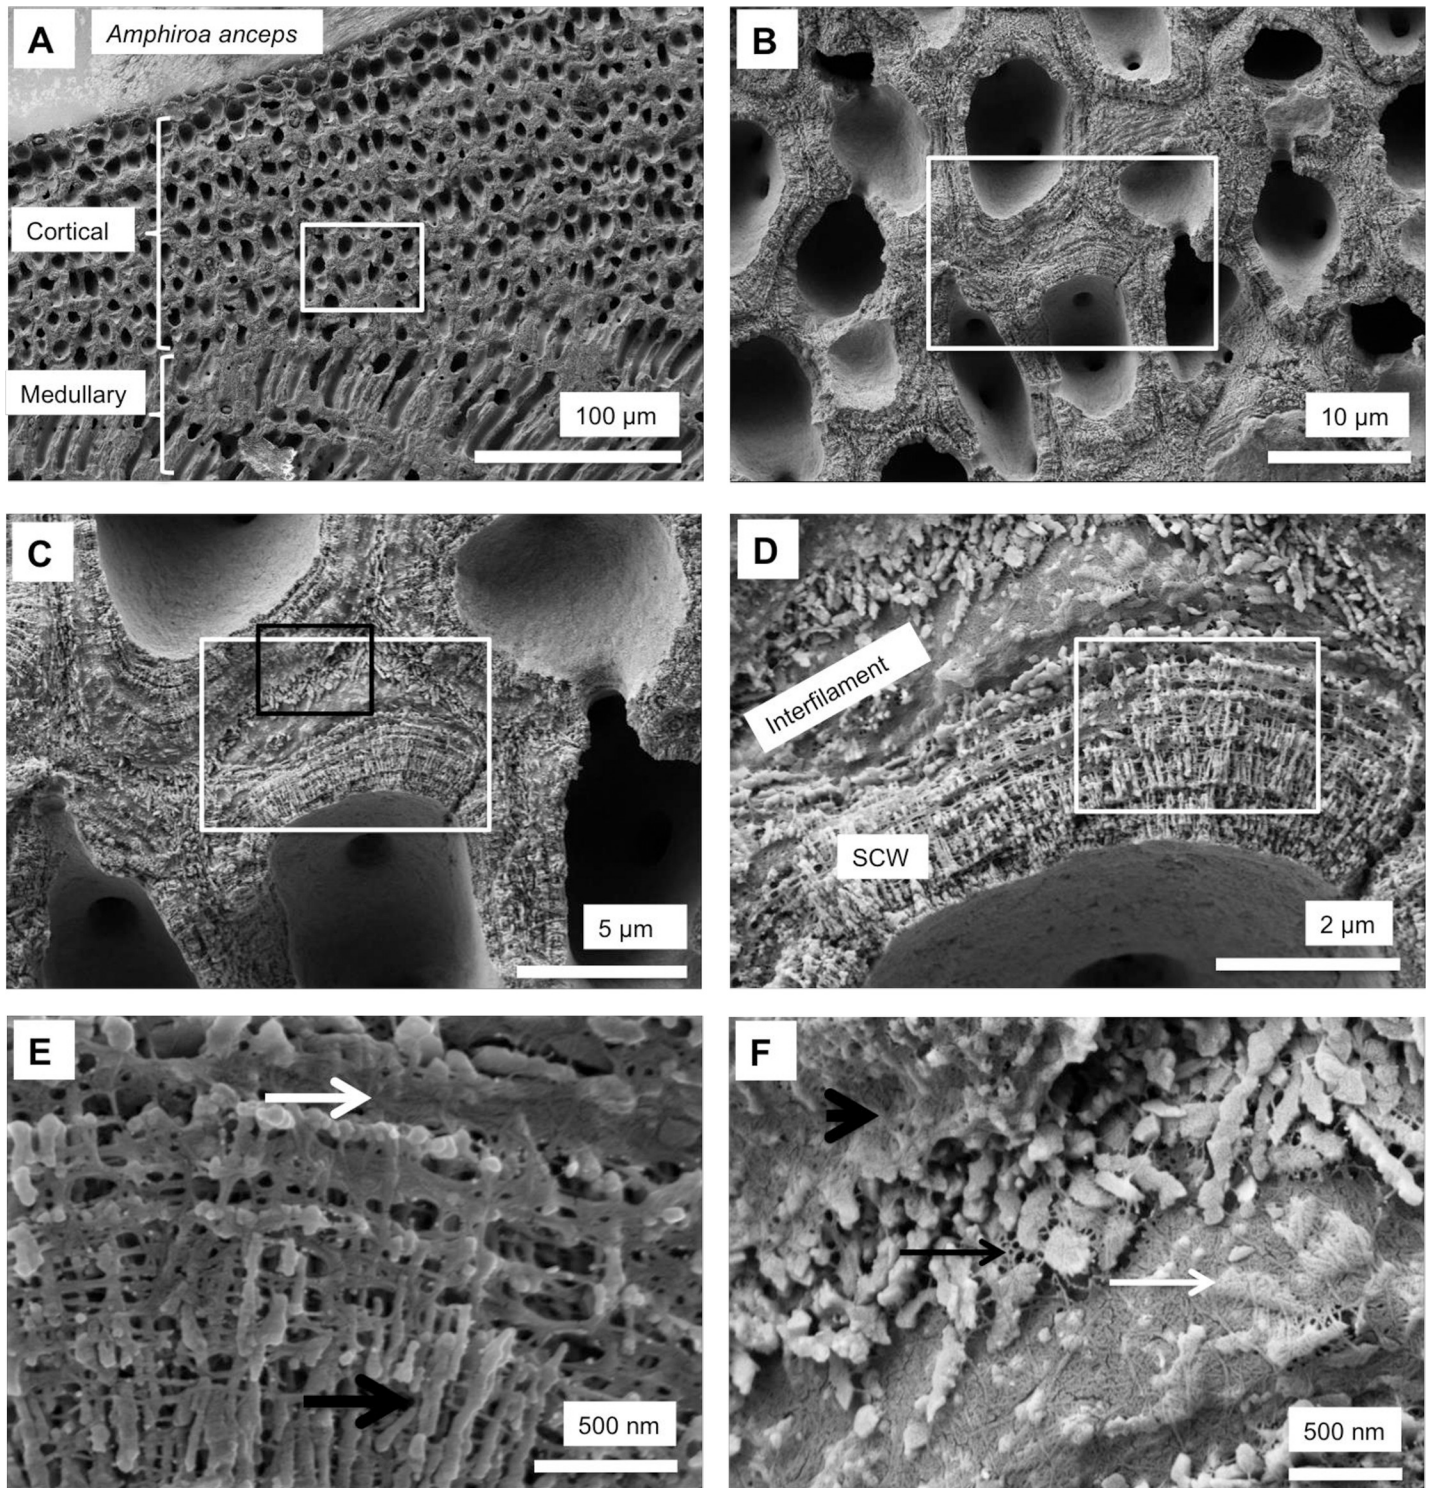 A
Amphiroa anceps
Cortical
Medullary
100 µm
B
10 µm
C
5 µm
D
Interfilament
SCW
2 µm
E
500 nm
F
500 nm